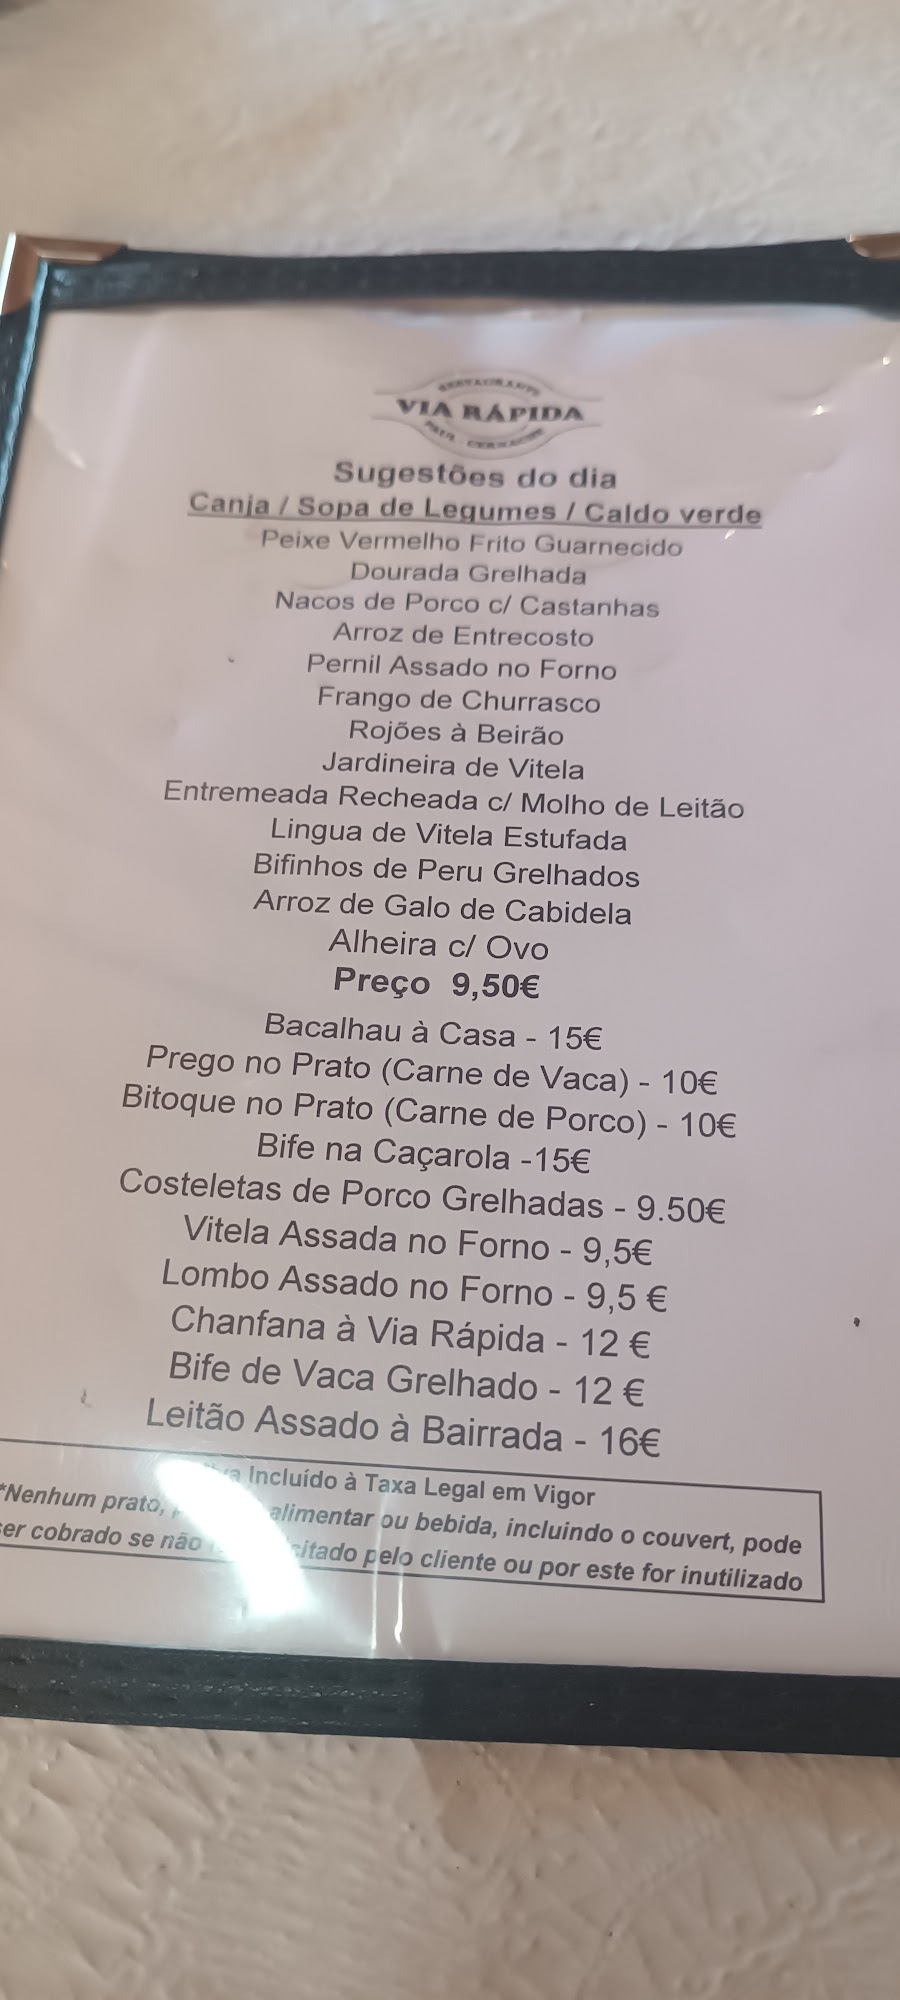 RESTAURANTE
VIA RÁPIDA
Sugestões do dia
Canja / Sopa de Legumes / Caldo verde
Peixe Vermelho Frito Guarnecido
Dourada Grelhada
Nacos de Porco c/ Castanhas
Arroz de Entrecosto
Pernil Assado no Forno
Frango de Churrasco
Rojões à Beirão
Jardineira de Vitela
Entremeada Recheada c/ Molho de Leitão
Lingua de Vitela Estufada
Bifinhos de Peru Grelhados
Arroz de Galo de Cabidela
Alheira c/ Ovo
Preço 9,50€
Bacalhau à Casa - 15€
Prego no Prato (Carne de Vaca) - 10€
Bitoque no Prato (Carne de Porco) - 10€
Bife na Caçarola -15€
Costeletas de Porco Grelhadas - 9.50€
Vitela Assada no Forno - 9,5€
Lombo Assado no Forno - 9,5 €
Chanfana à Via Rápida - 12 €
Bife de Vaca Grelhado - 12 €
Leitão Assado à Bairrada - 16€
Incluído à Taxa Legal em Vigor
*Nenhum prato, alimentar ou bebida, incluindo o couvert, pode
ser cobrado se não pelo cliente ou por este for inutilizado